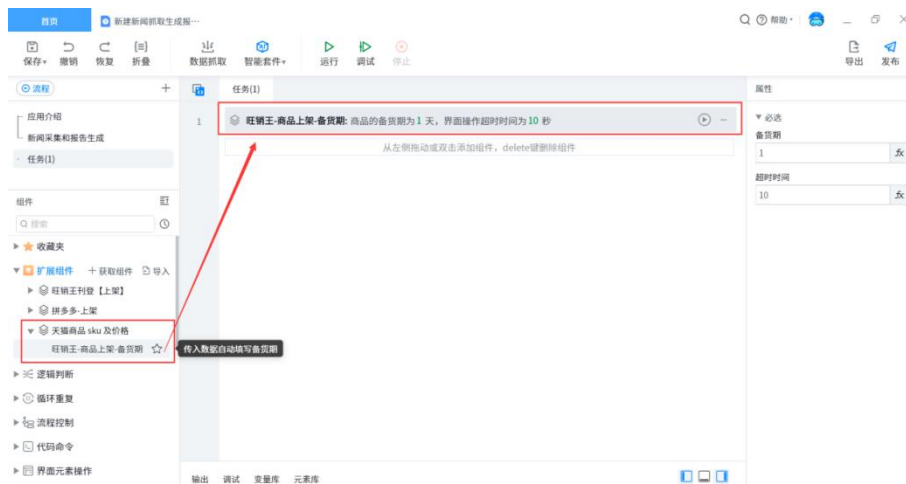 首页
新建新闻抓取生成报…
帮助
保存
撤销
恢复
折叠
数据抓取
智能套件
运行
调试
停止
导出
发布
流程
应用介绍
新闻采集和报告生成
任务(1)
组件
搜索
收藏夹
扩展组件 + 获取组件 导入
旺销王刊登【上架】
拼多多-上架
天猫商品 sku 及价格
旺销王-商品上架-备货期
传入数据自动填写备货期
逻辑判断
循环重复
流程控制
代码命令
界面元素操作
任务(1)
1 旺销王-商品上架-备货期: 商品的备货期为 1 天，界面操作超时时间为 10 秒
从左侧拖动或双击添加组件，delete键删除组件
输出 调试 变量库 元素库
属性
必选
备货期
1 fx
超时时间
10 fx